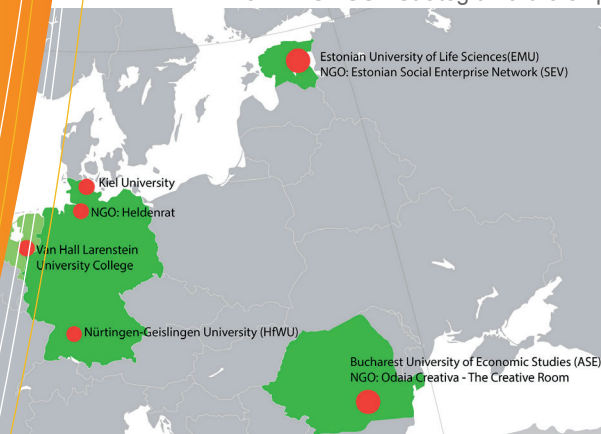 Estonian University of Life Sciences(EMU)
NGO: Estonian Social Enterprise Network (SEV)
Kiel University
NGO: Heldenrat
Van Hall Larenstein
University College
Nürtingen-Geislingen University (HfWU)
Bucharest University of Economic Studies (ASE)
NGO: Odaia Creativa - The Creative Room